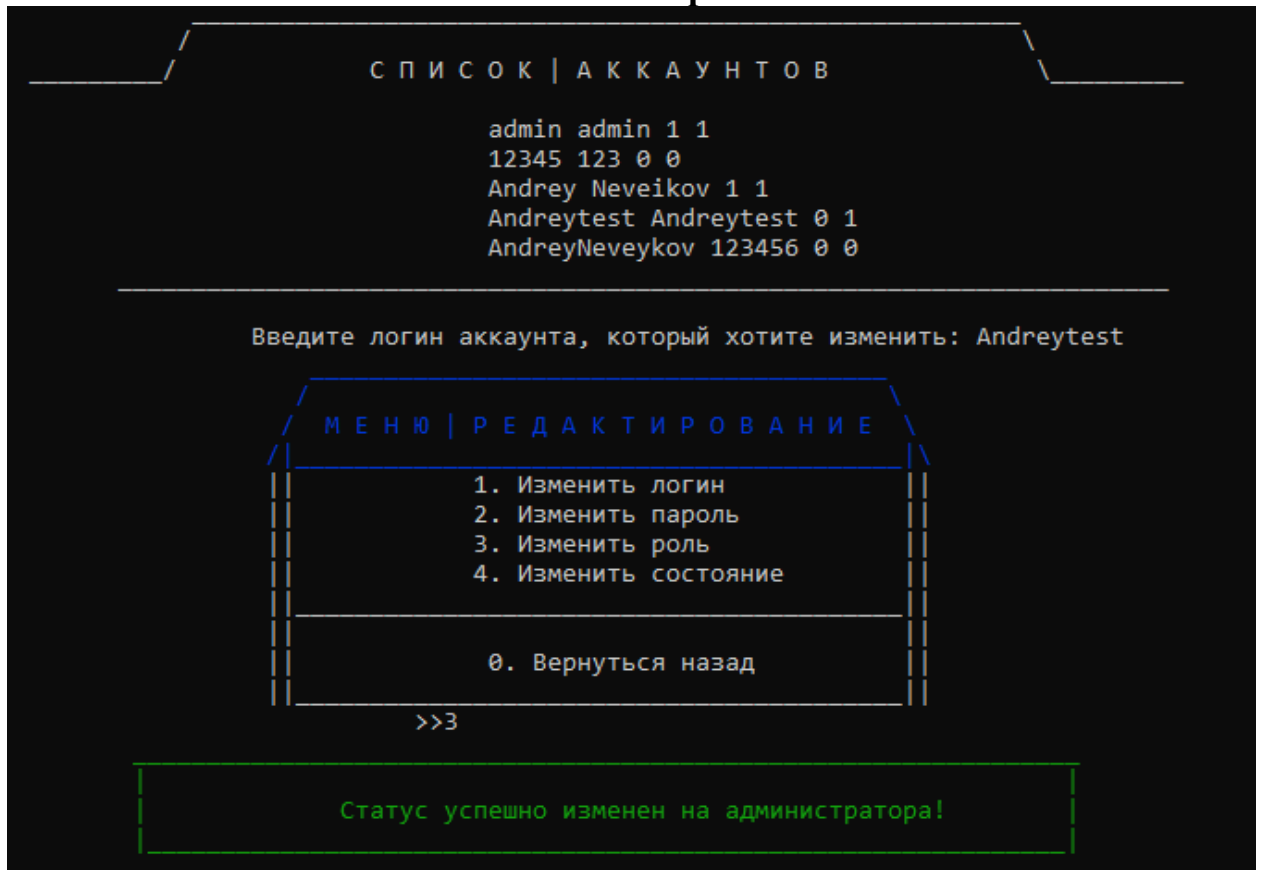 С П И С О К | А К К А У Н Т О В
admin admin 1 1
12345 123 0 0
Andrey Neveikov 1 1
Andreytest Andreytest 0 1
AndreyNeveykov 123456 0 0
Введите логин аккаунта, который хотите изменить: Andreytest
М Е Н Ю | Р Е Д А К Т И Р О В А Н И Е
1. Изменить логин
2. Изменить пароль
3. Изменить роль
4. Изменить состояние
0. Вернуться назад
>>3
Статус успешно изменен на администратора!